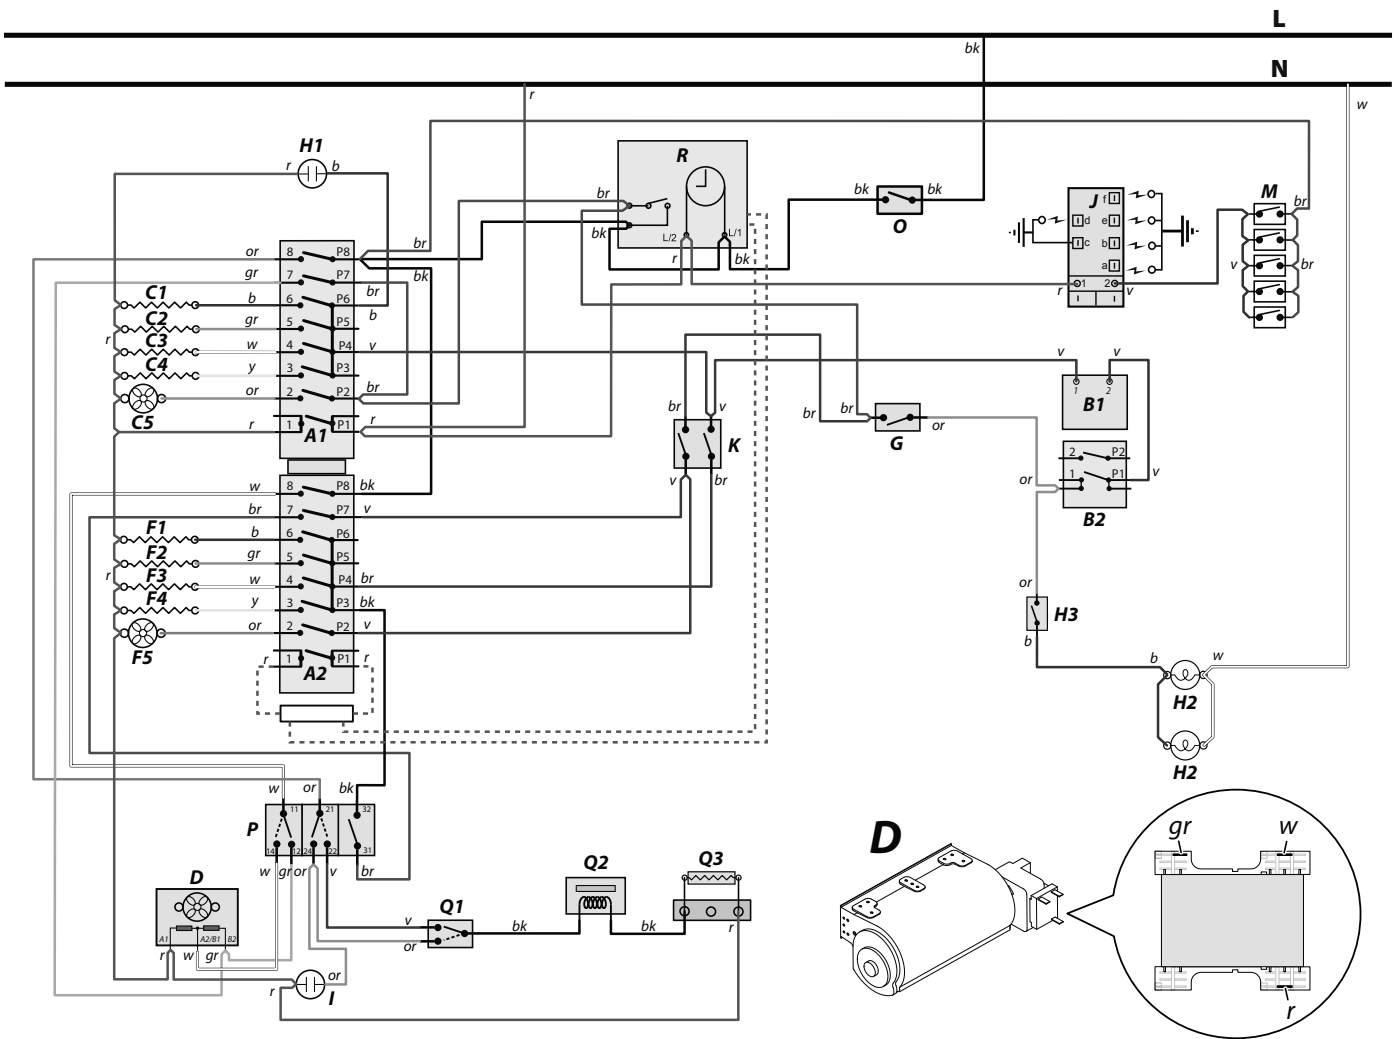 L
bk
N
r
w
H1
r b
R
br
bk
L/2
L/1
r
bk
bk bk
O
J
f
d
e
c
b
a
r
1
2
v
M
br
v
br
or 8 P8 br
bk
gr 7 P7
br
C1 b 6 P6
b
C2 gr 5 P5
r
C3 w 4 P4 v
C4 y 3 P3
or 2 P2 br
C5
r 1 P1 r
A1
br v
K
v br
br br
G
or
v v
1 2
B1
2 P2
or
1 P1
v
B2
w 8 P8 bk
br 7 P7 v
F1 b 6 P6
F2 gr 5 P5
r
F3 w 4 P4 br
F4 y 3 P3 bk
or 2 P2 v
F5
r 1 P1 r
A2
or
H3
b
b w
H2
H2
w or bk
11 21 32
P
14 12 24 22 31
w gr or v br
D
A1 A2/B1 B2
r w gr
or
r I
v Q1
or
bk
Q2
bk
Q3
r
D
gr w
r